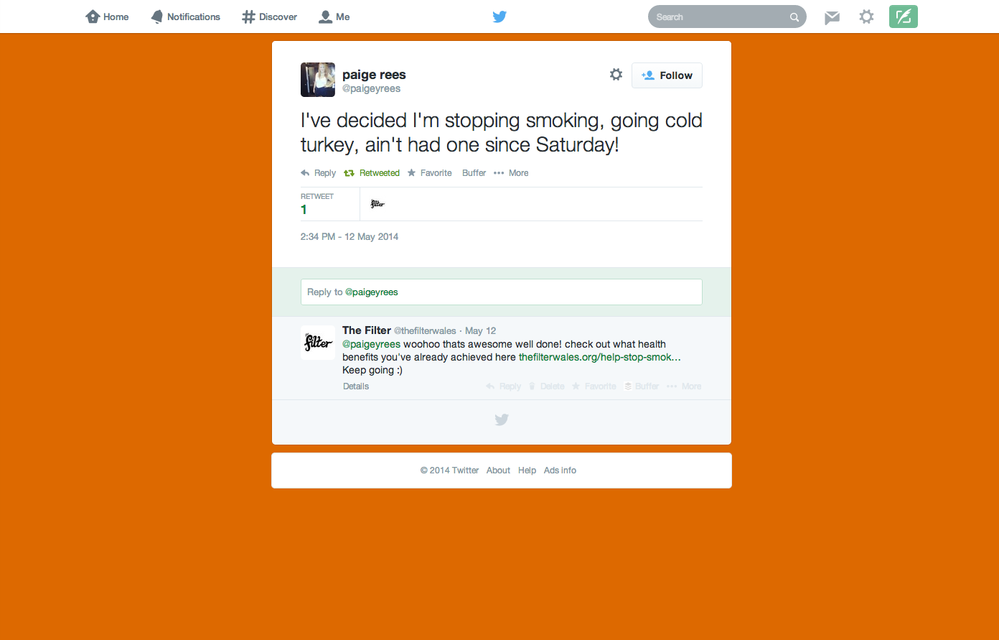 Home Notifications Discover Me Search
paige rees
@paigeyrees
Follow
I've decided I'm stopping smoking, going cold
turkey, ain't had one since Saturday!
Reply Retweeted Favorite Buffer More
RETWEET
1
filter
2:34 PM - 12 May 2014
Reply to @paigeyrees
filter
The Filter @thefilterwales · May 12
@paigeyrees woohoo thats awesome well done! check out what health
benefits you've already achieved here thefilterwales.org/help-stop-smok…
Keep going :)
Details Reply Delete Favorite Buffer More
© 2014 Twitter About Help Ads info